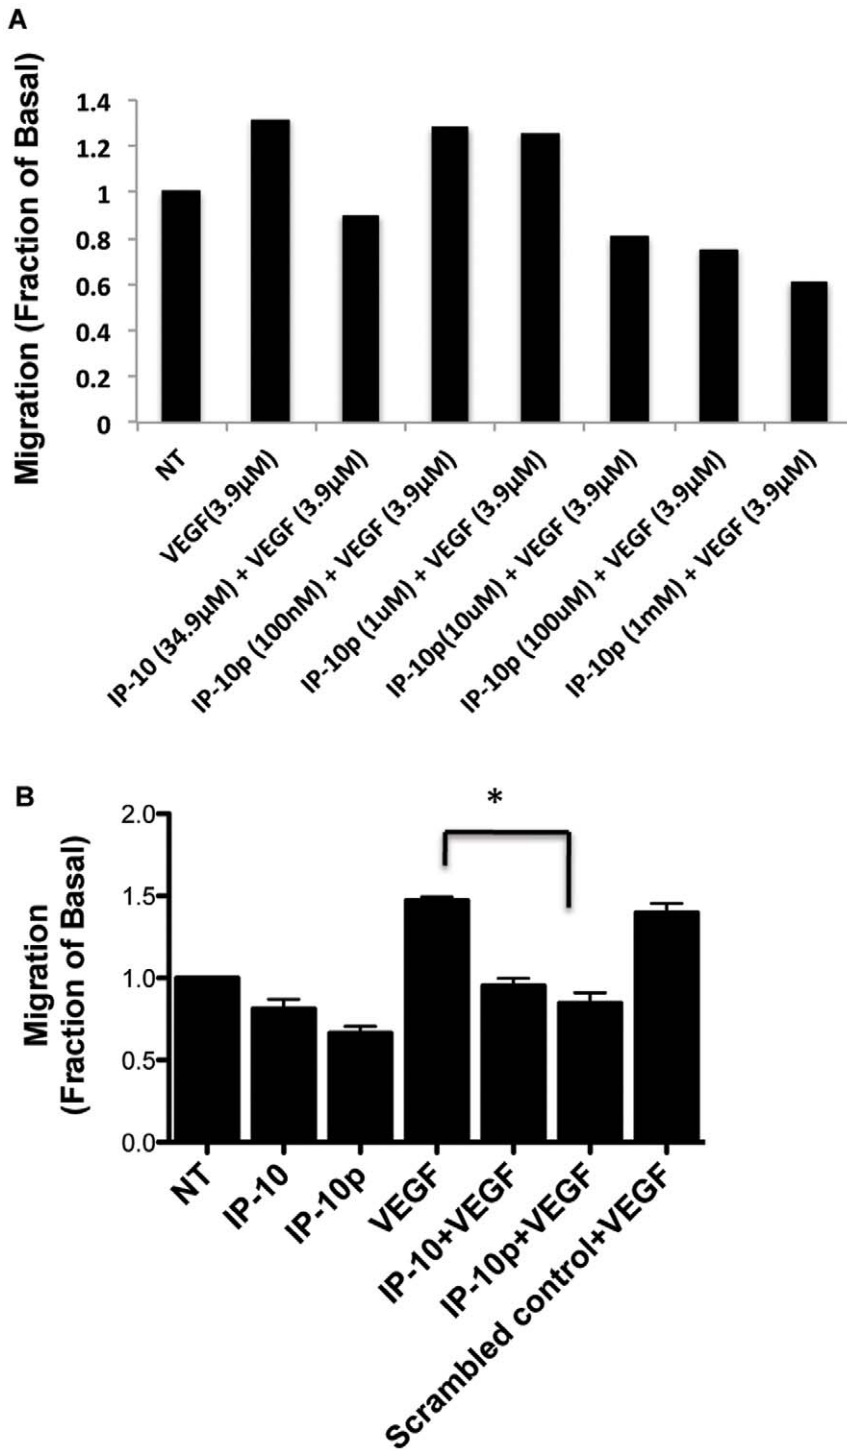 A
Migration (Fraction of Basal)
1.4
1.2
1
0.8
0.6
0.4
0.2
0
NT
VEGF(3.9µM)
IP-10 (34.9µM) + VEGF (3.9µM)
IP-10p (100nM) + VEGF (3.9µM)
IP-10p (1uM) + VEGF (3.9µM)
IP-10p(10uM) + VEGF (3.9µM)
IP-10p (100uM) + VEGF (3.9µM)
IP-10p (1mM) + VEGF (3.9µM)
B
Migration
(Fraction of Basal)
2.0
1.5
1.0
0.5
0.0
*
NT
IP-10
IP-10p
VEGF
IP-10+VEGF
IP-10p+VEGF
Scrambled control+VEGF